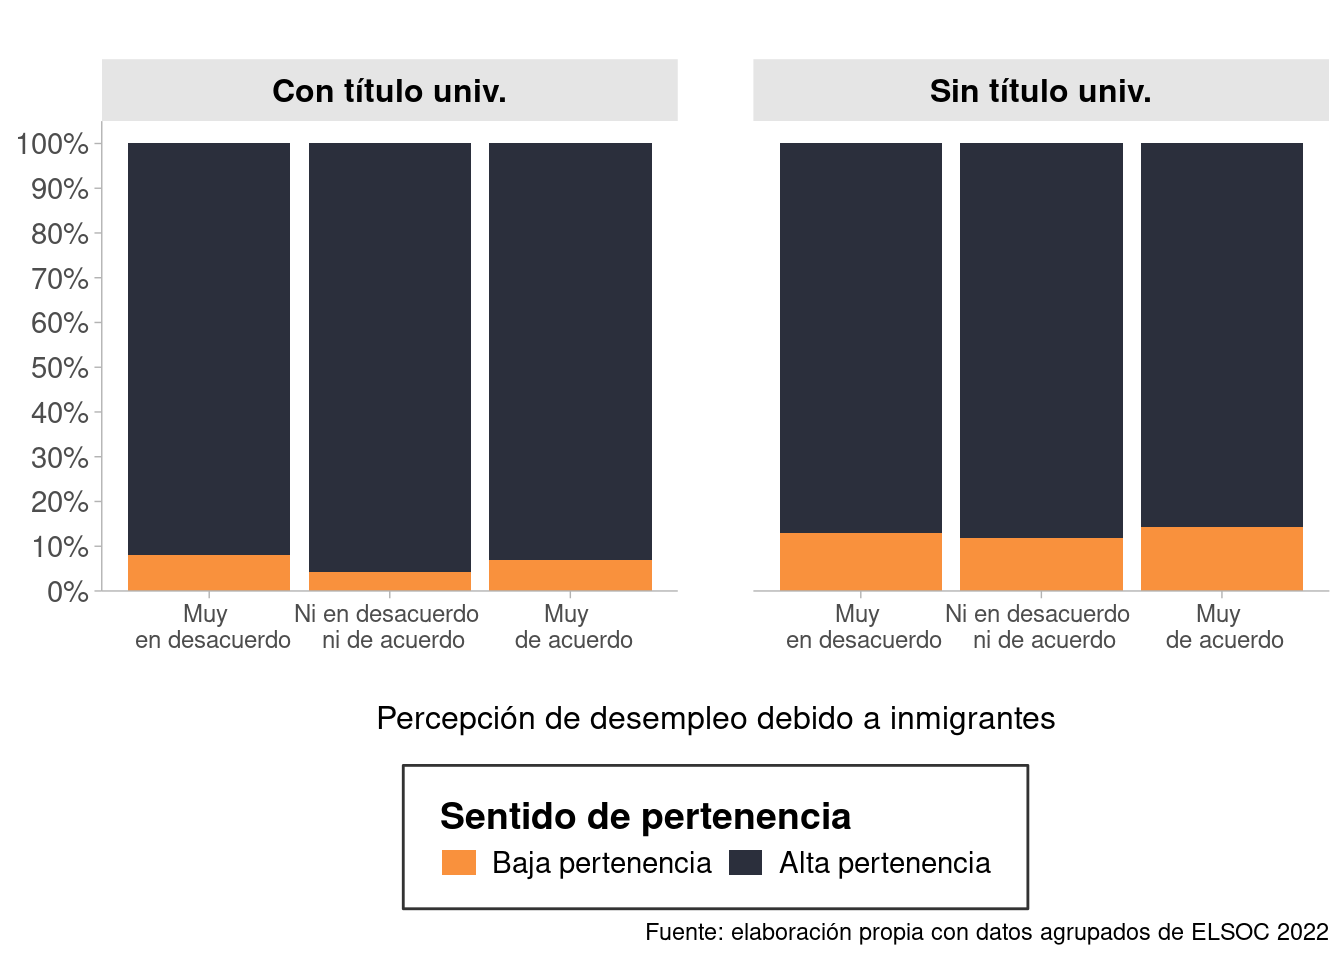 Con título univ.
Sin título univ.
100%
90%
80%
70%
60%
50%
40%
30%
20%
10%
0%
Muy
en desacuerdo
Ni en desacuerdo
ni de acuerdo
Muy
de acuerdo
Muy
en desacuerdo
Ni en desacuerdo
ni de acuerdo
Muy
de acuerdo
Percepción de desempleo debido a inmigrantes
Sentido de pertenencia
Baja pertenencia
Alta pertenencia
Fuente: elaboración propia con datos agrupados de ELSOC 2022